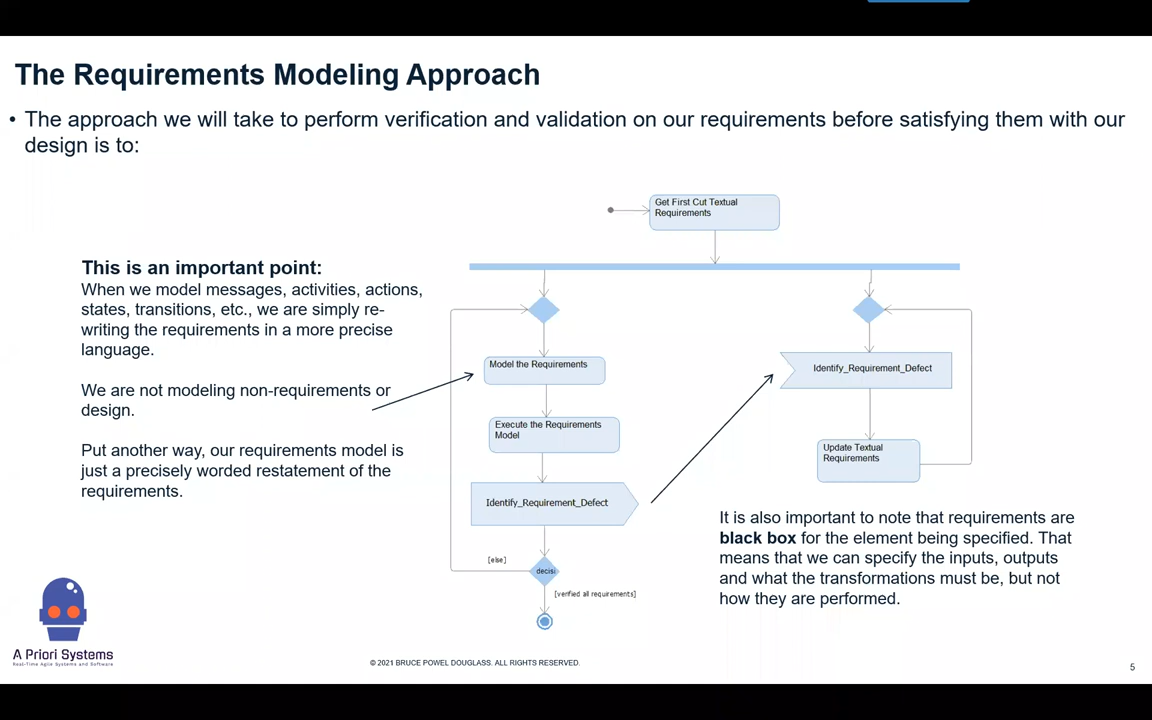 The Requirements Modeling Approach
• The approach we will take to perform verification and validation on our requirements before satisfying them with our
design is to:
Get First Cut Textual
Requirements
This is an important point:
When we model messages, activities, actions,
states, transitions, etc., we are simply re-
writing the requirements in a more precise
language.
We are not modeling non-requirements or
design.
Put another way, our requirements model is
just a precisely worded restatement of the
requirements.
Model the Requirements
Execute the Requirements
Model
Identify_Requirement_Defect
[else]
decisi
[verified all requirements]
Identify_Requirement_Defect
Update Textual
Requirements
It is also important to note that requirements are
black box for the element being specified. That
means that we can specify the inputs, outputs
and what the transformations must be, but not
how they are performed.
A Priori Systems
Real-Time Agile Systems and Software
© 2021 BRUCE POWEL DOUGLASS. ALL RIGHTS RESERVED.
5